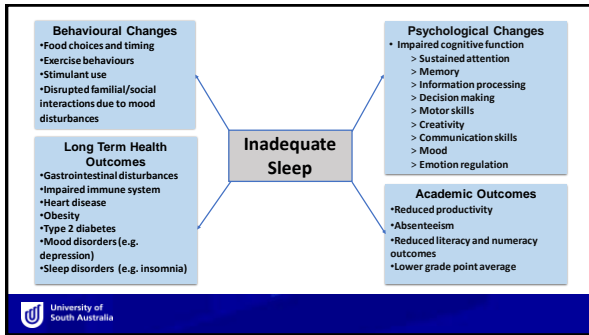 Behavioural Changes
•Food choices and timing
•Exercise behaviours
•Stimulant use
•Disrupted familial/social
interactions due to mood
disturbances
Long Term Health
Outcomes
•Gastrointestinal disturbances
•Impaired immune system
•Heart disease
•Obesity
•Type 2 diabetes
•Mood disorders (e.g.
depression)
•Sleep disorders (e.g. insomnia)
Inadequate
Sleep
Psychological Changes
• Impaired cognitive function
> Sustained attention
> Memory
> Information processing
> Decision making
> Motor skills
> Creativity
> Communication skills
> Mood
> Emotion regulation
Academic Outcomes
•Reduced productivity
•Absenteeism
•Reduced literacy and numeracy
outcomes
•Lower grade point average
University of
South Australia